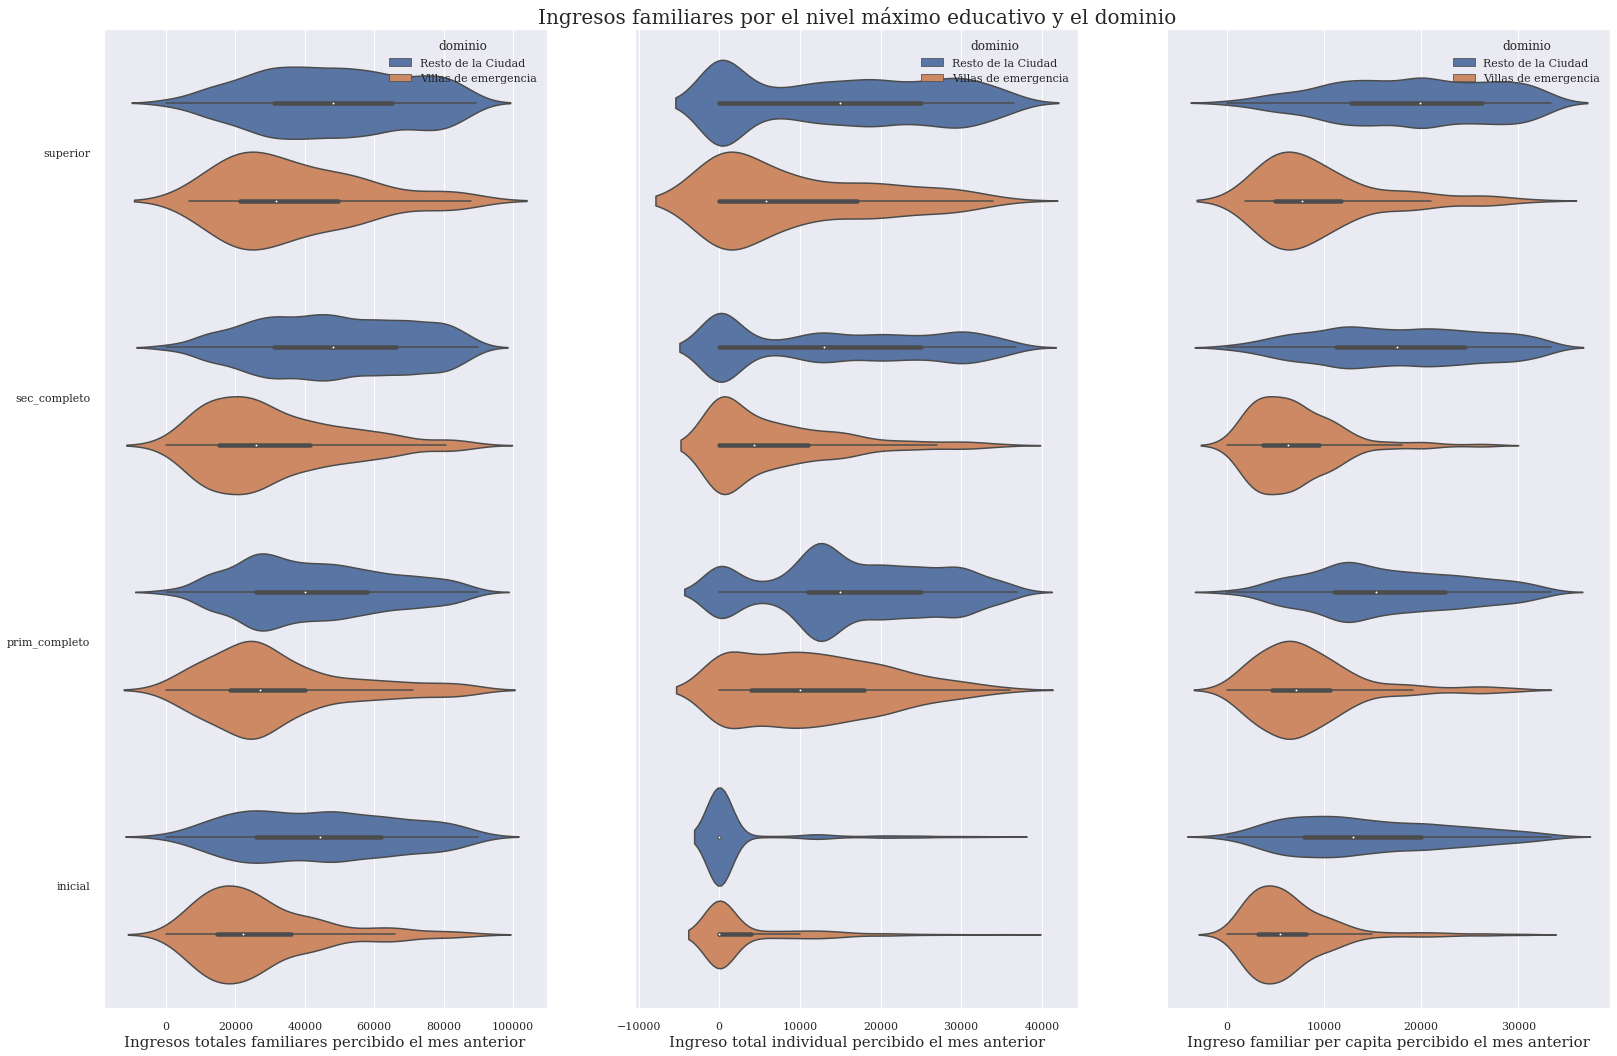 Ingresos familiares por el nivel máximo educativo y el dominio
dominio
Resto de la Ciudad
Villas de emergencia
dominio
Resto de la Ciudad
Villas de emergencia
dominio
Resto de la Ciudad
Villas de emergencia
superior
sec_completo
prim_completo
inicial
0 20000 40000 60000 80000 100000
Ingresos totales familiares percibido el mes anterior
−10000 0 10000 20000 30000 40000
Ingreso total individual percibido el mes anterior
0 10000 20000 30000
Ingreso familiar per capita percibido el mes anterior